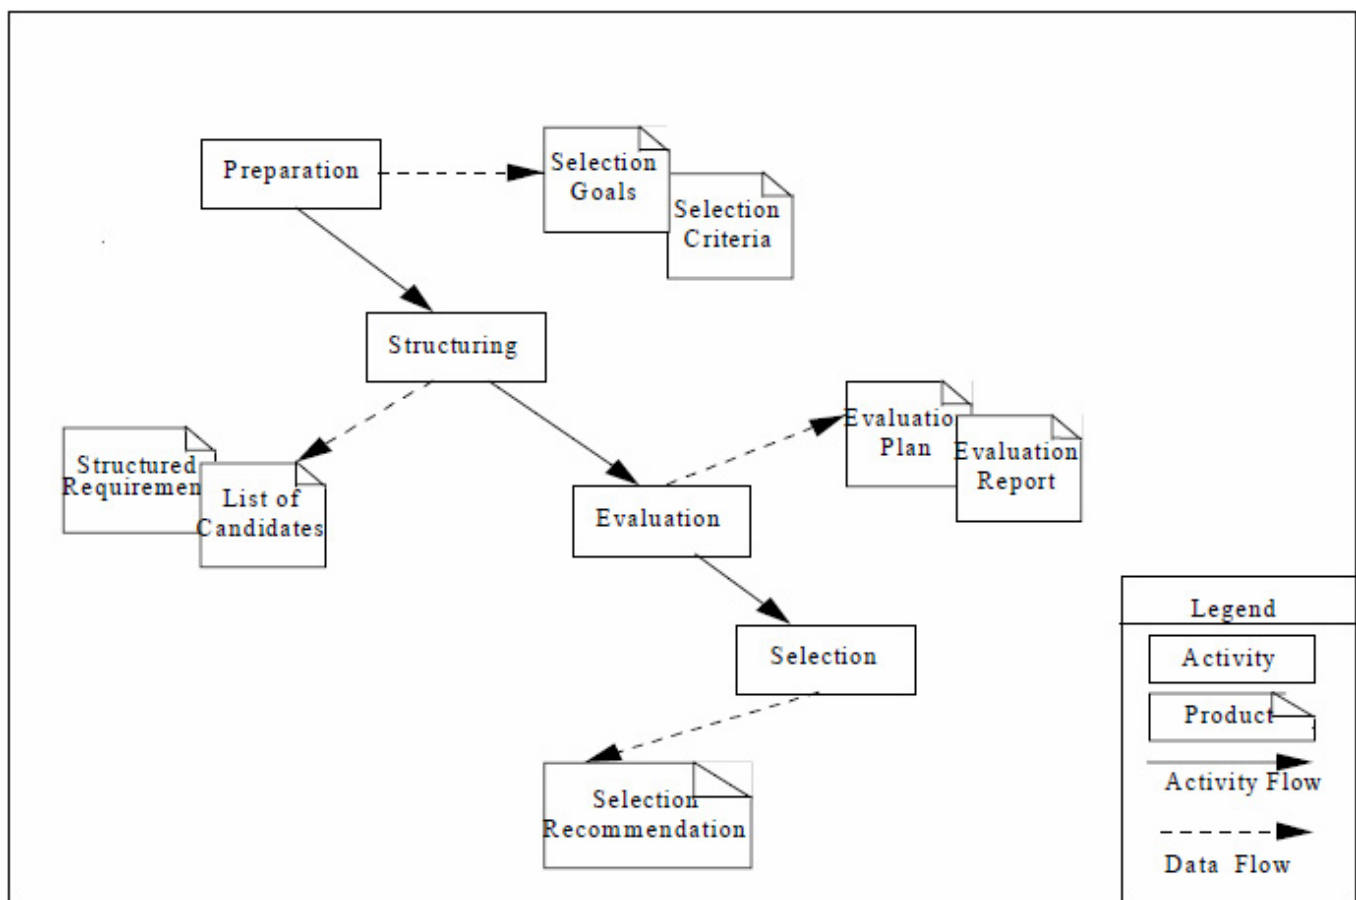 Preparation
Selection
Goals
Selection
Criteria
Structuring
Structured
Requiremen
List of
Candidates
Evaluation
Plan
Evaluation
Report
Evaluation
Selection
Selection
Recommendation
Legend
Activity
Product
Activity Flow
Data Flow